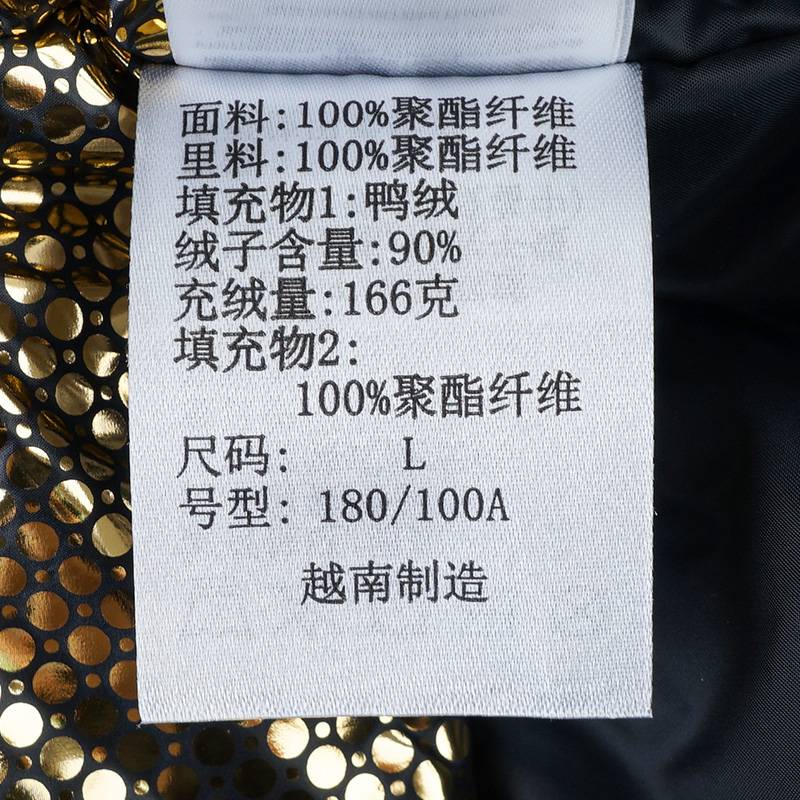 面料:100%聚酯纤维
里料:100%聚酯纤维
填充物1:鸭绒
绒子含量:90%
充绒量:166克
填充物2:
100%聚酯纤维
尺码: L
号型: 180/100A
越南制造